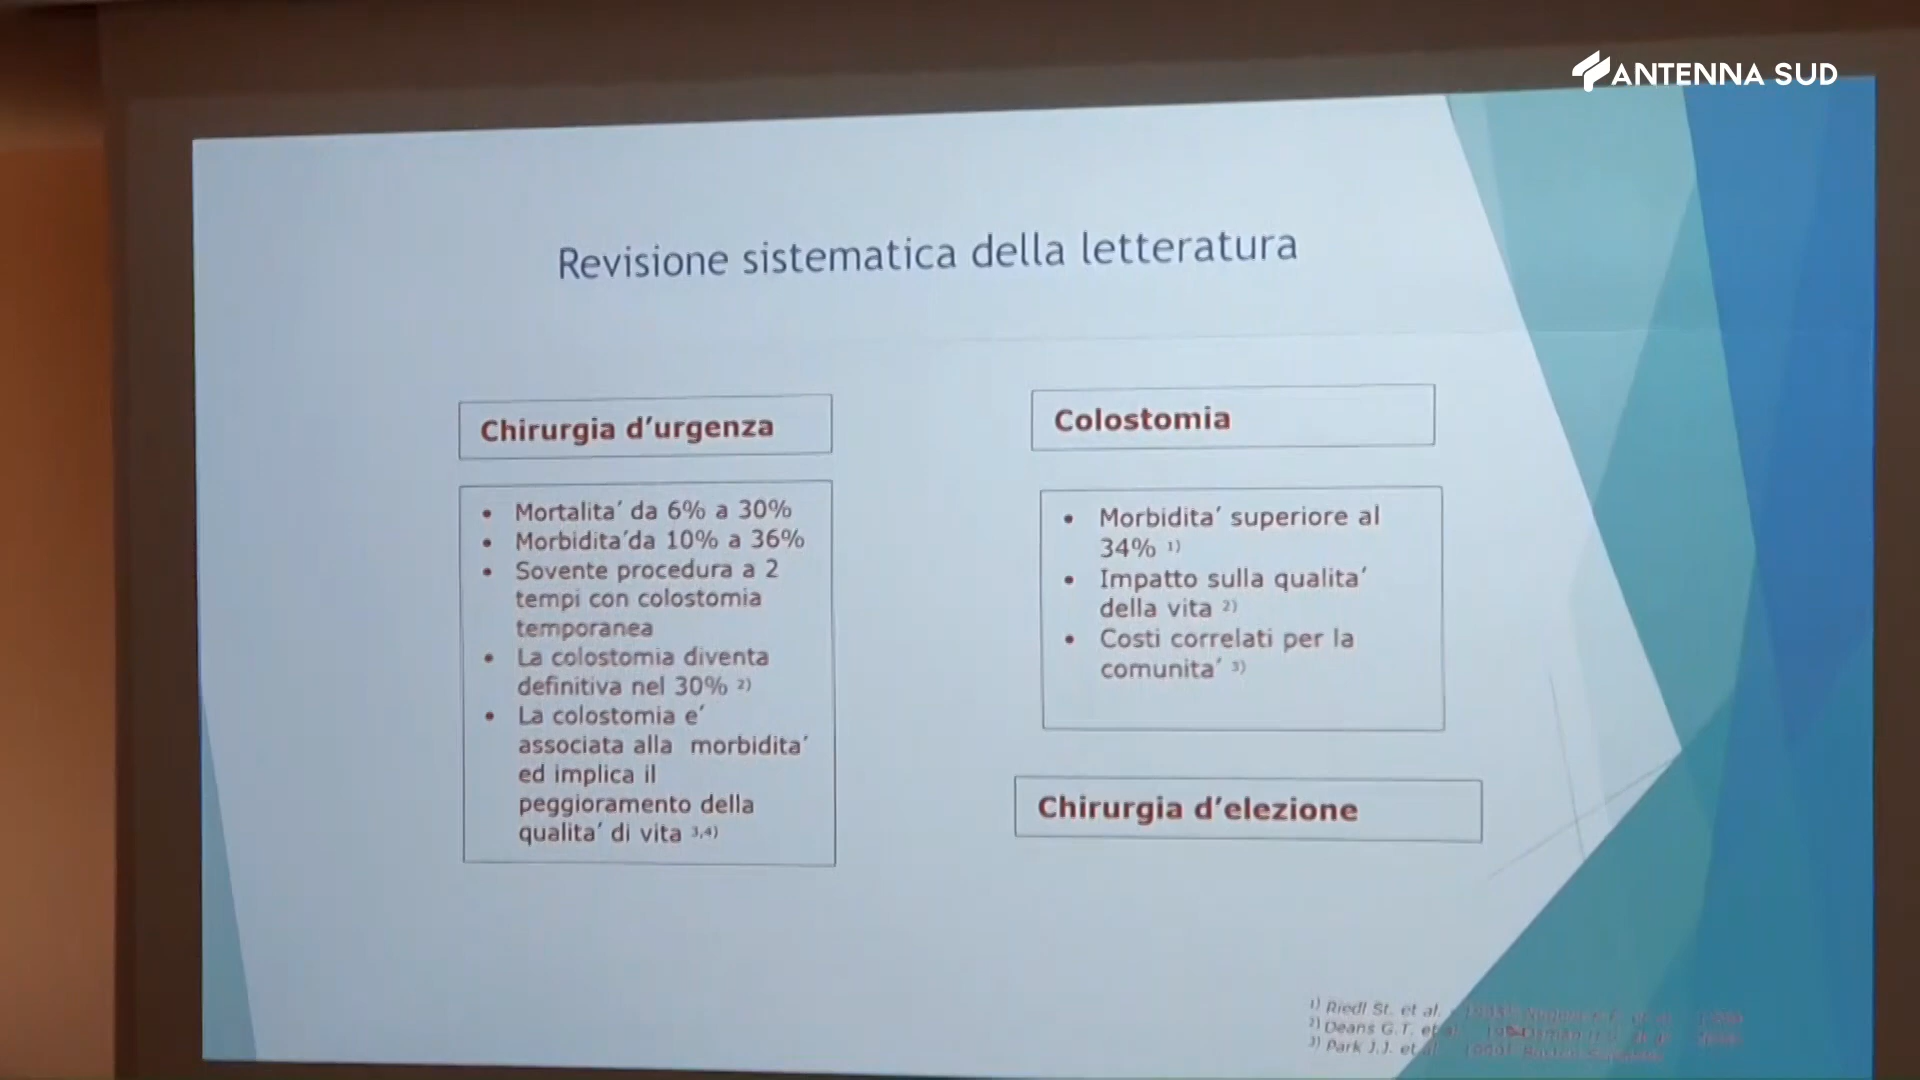 ANTENNA SUD
Revisione sistematica della letteratura
Chirurgia d'urgenza
• Mortalita' da 6% a 30%
• Morbidita'da 10% a 36%
• Sovente procedura a 2
tempi con colostomia
temporanea
• La colostomia diventa
definitiva nel 30% 2)
• La colostomia e'
associata alla morbidita'
ed implica il
peggioramento della
qualita' di vita 3,4)
Colostomia
• Morbidita' superiore al
34% 1)
• Impatto sulla qualita'
della vita 2)
• Costi correlati per la
comunita' 3)
Chirurgia d'elezione
1) Riedl St. et al.
2) Deans G.T. et al.
3) Park J.J. et al.